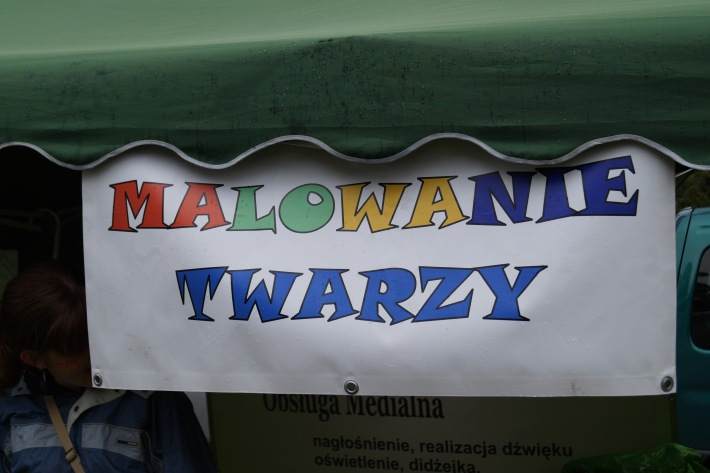 MALOWANIE
TWARZY
Obsługa Medialna
nagłośnienie, realizacja dźwięku
oświetlenie, didżejka,